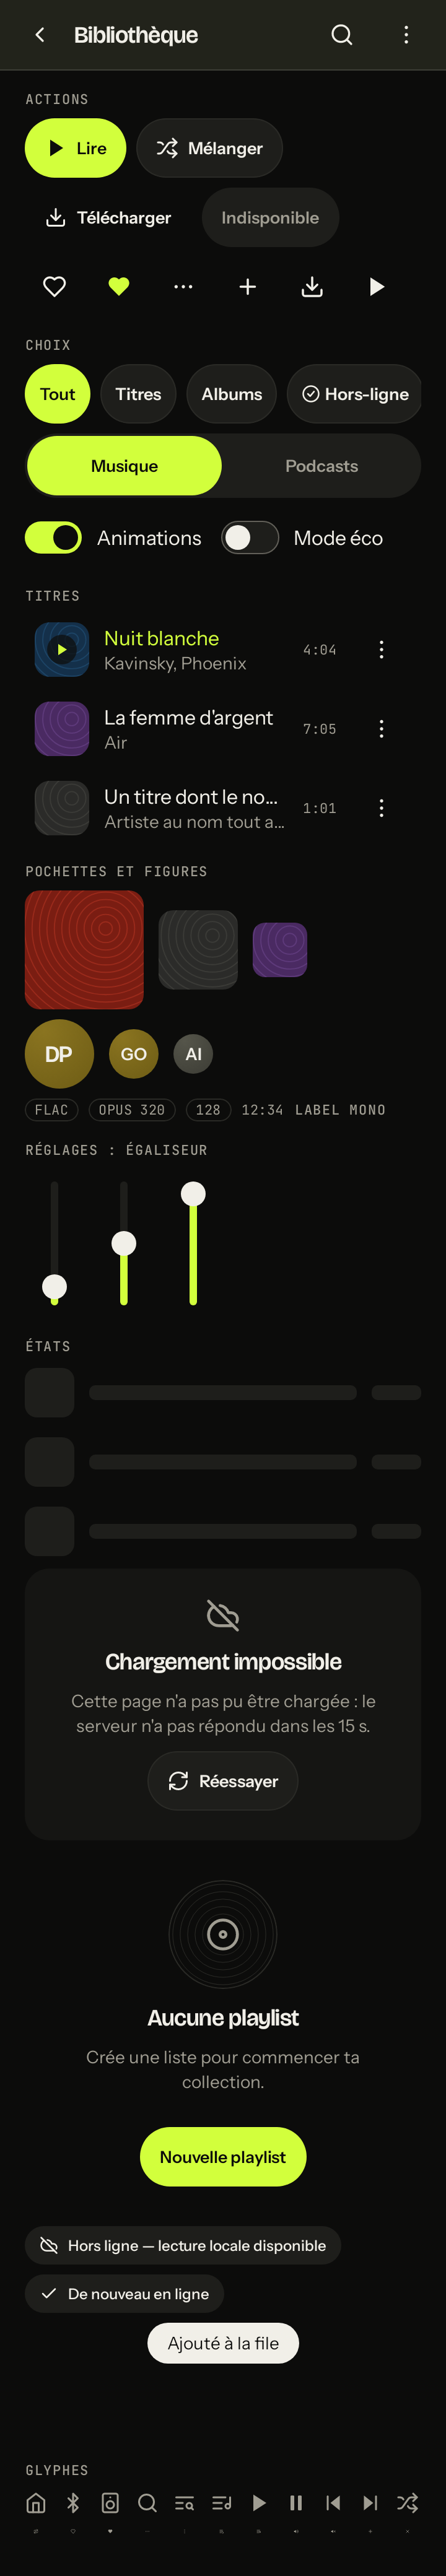 Bibliothèque
ACTIONS
Lire
Mélanger
Télécharger
Indisponible
CHOIX
Tout
Titres
Albums
Hors-ligne
Musique
Podcasts
Animations
Mode éco
TITRES
Nuit blanche
Kavinsky, Phoenix
4:04
La femme d'argent
Air
7:05
Un titre dont le no...
Artiste au nom tout a...
1:01
POCHETTES ET FIGURES
DP
GO
AI
FLAC
OPUS 320
128
12:34
LABEL MONO
RÉGLAGES : ÉGALISEUR
ÉTATS
Chargement impossible
Cette page n'a pas pu être chargée : le
serveur n'a pas répondu dans les 15 s.
Réessayer
Aucune playlist
Crée une liste pour commencer ta
collection.
Nouvelle playlist
Hors ligne — lecture locale disponible
De nouveau en ligne
Ajouté à la file
GLYPHES